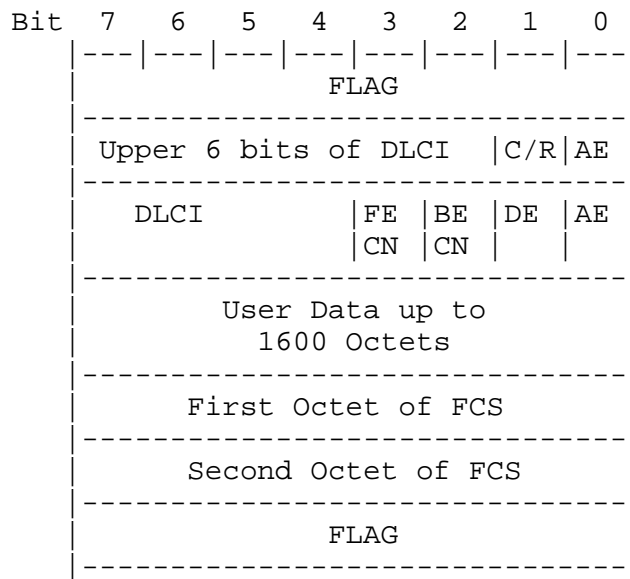 Bit 7 6 5 4 3 2 1 0
|---|---|---|---|---|---|---|---
| FLAG
|-------------------------------
| Upper 6 bits of DLCI |C/R|AE
|-------------------------------
| DLCI |FE |BE |DE |AE
| |CN |CN | |
|-------------------------------
| User Data up to
| 1600 Octets
|-------------------------------
| First Octet of FCS
|-------------------------------
| Second Octet of FCS
|-------------------------------
| FLAG
|-------------------------------